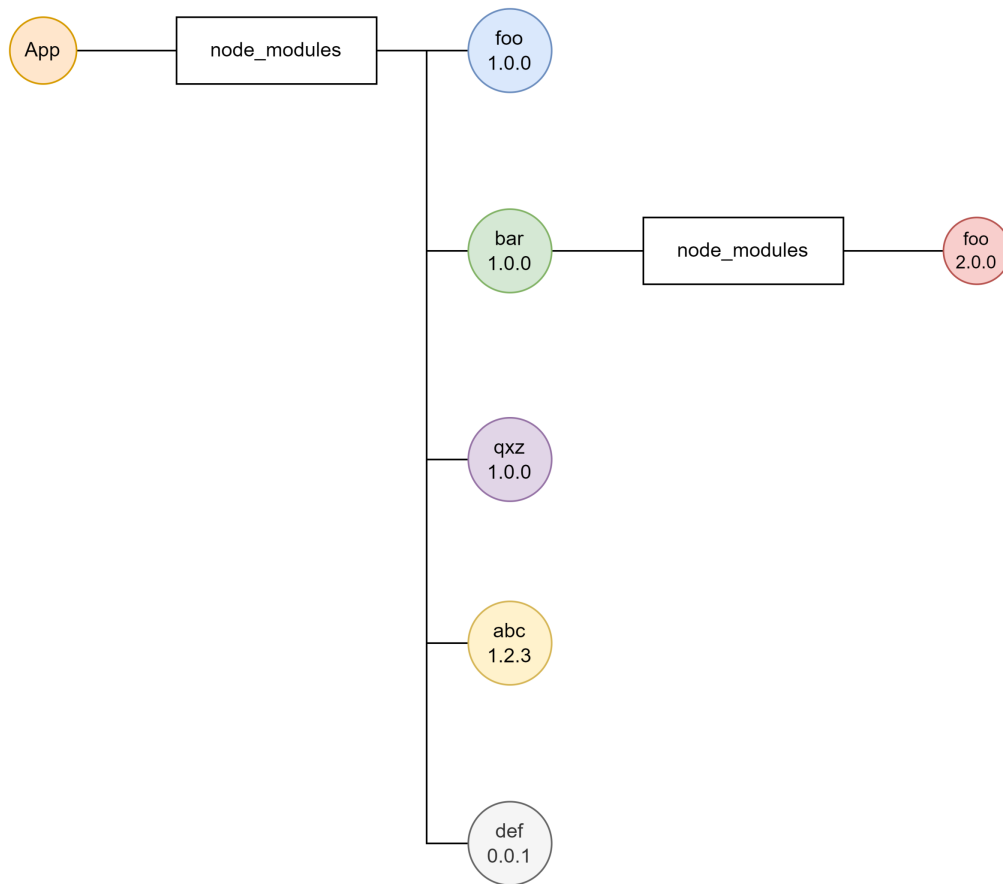 App
node_modules
foo
1.0.0
bar
1.0.0
node_modules
foo
2.0.0
qxz
1.0.0
abc
1.2.3
def
0.0.1